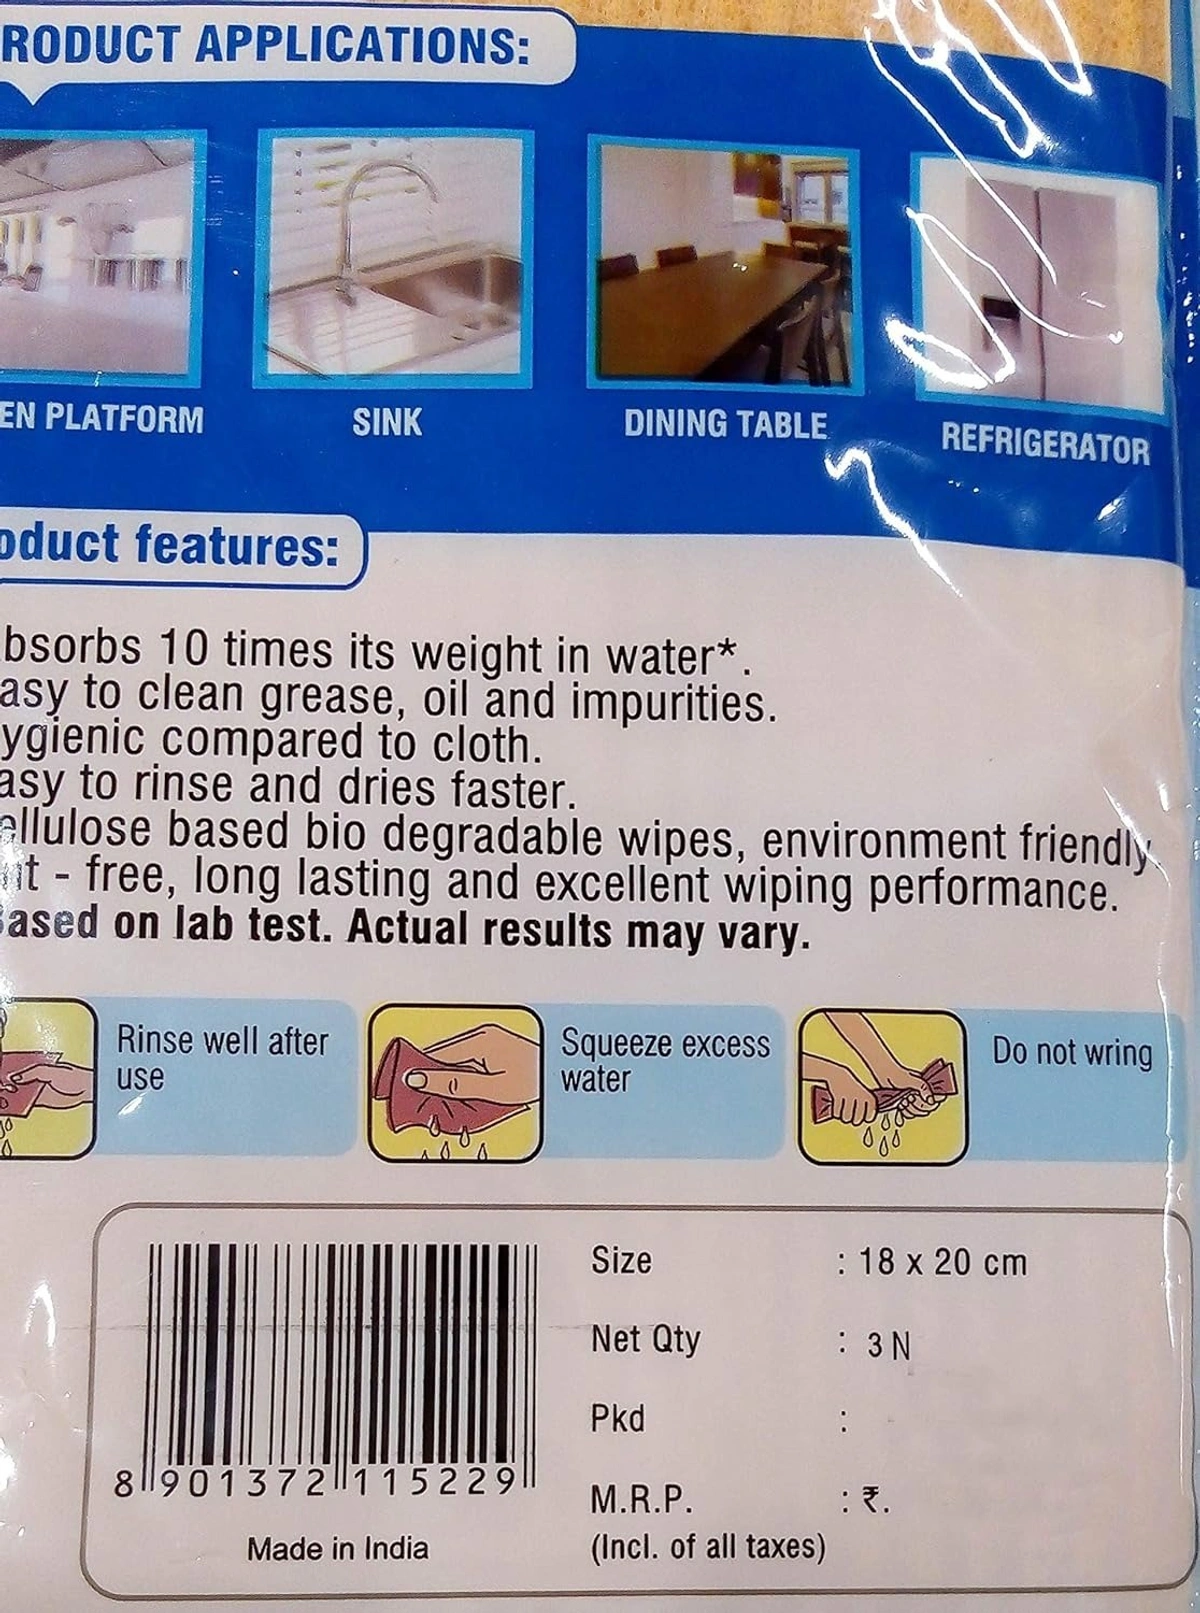 RODUCT APPLICATIONS:
EN PLATFORM
SINK
DINING TABLE
REFRIGERATOR
oduct features:
bsorbs 10 times its weight in water*.
asy to clean grease, oil and impurities.
ygienic compared to cloth.
asy to rinse and dries faster.
ellulose based bio degradable wipes, environment friendly.
nt - free, long lasting and excellent wiping performance.
Based on lab test. Actual results may vary.
Rinse well after
use
Squeeze excess
water
Do not wring
Size : 18 x 20 cm
Net Qty : 3 N
Pkd :
M.R.P. : ₹.
(Incl. of all taxes)
8 901372 115229
Made in India